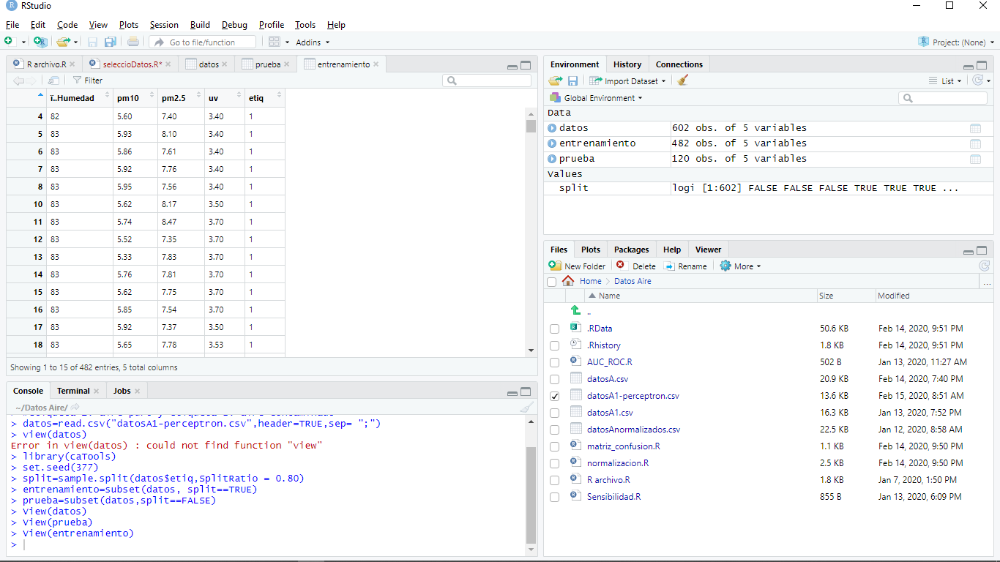 RStudio
File Edit Code View Plots Session Build Debug Profile Tools Help
Go to file/function Addins Project: (None)
R archivo.R seleccioDatos.R* datos prueba entrenamiento
Filter
ï..Humedad pm10 pm2.5 uv etiq
4 82 5.60 7.40 3.40 1
5 83 5.93 8.10 3.40 1
6 83 5.86 7.61 3.40 1
7 83 5.92 7.76 3.40 1
8 83 5.95 7.56 3.40 1
10 83 5.62 8.17 3.50 1
11 83 5.74 8.47 3.70 1
12 83 5.52 7.35 3.70 1
13 83 5.33 7.83 3.70 1
14 83 5.76 7.81 3.70 1
15 83 5.62 7.75 3.70 1
16 83 5.85 7.54 3.70 1
17 83 5.92 7.37 3.50 1
18 83 5.65 7.78 3.53 1
Showing 1 to 15 of 482 entries, 5 total columns
Console Terminal Jobs
~/Datos Aire/
> datos=read.csv("datosA1-perceptron.csv",header=TRUE,sep= ";")
> view(datos)
Error in view(datos) : could not find function "view"
> library(caTools)
> set.seed(377)
> split=sample.split(datos$etiq,SplitRatio = 0.80)
> entrenamiento=subset(datos, split==TRUE)
> prueba=subset(datos,split==FALSE)
> View(datos)
> View(prueba)
> View(entrenamiento)
>
Environment History Connections
Import Dataset List
Global Environment
Data
datos 602 obs. of 5 variables
entrenamiento 482 obs. of 5 variables
prueba 120 obs. of 5 variables
Values
split logi [1:602] FALSE FALSE FALSE TRUE TRUE TRUE ...
Files Plots Packages Help Viewer
New Folder Delete Rename More
Home Datos Aire ...
Name Size Modified
..
.RData 50.6 KB Feb 14, 2020, 9:51 PM
.Rhistory 1.8 KB Feb 14, 2020, 9:51 PM
AUC_ROC.R 502 B Jan 13, 2020, 11:27 AM
datosA.csv 20.9 KB Feb 14, 2020, 7:40 PM
datosA1-perceptron.csv 13.6 KB Feb 15, 2020, 8:51 AM
datosA1.csv 16.3 KB Jan 13, 2020, 7:52 PM
datosAnormalizados.csv 22.5 KB Jan 12, 2020, 8:58 AM
matriz_confusion.R 1.1 KB Feb 14, 2020, 9:50 PM
normalizacion.R 2.5 KB Feb 14, 2020, 9:50 PM
R archivo.R 1.8 KB Jan 7, 2020, 1:50 PM
Sensibilidad.R 855 B Jan 13, 2020, 6:09 PM